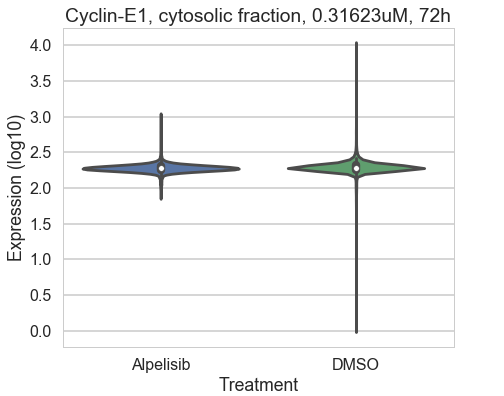 Cyclin-E1, cytosolic fraction, 0.31623uM, 72h
4.0
3.5
3.0
2.5
2.0
1.5
1.0
0.5
0.0
Expression (log10)
Alpelisib DMSO
Treatment